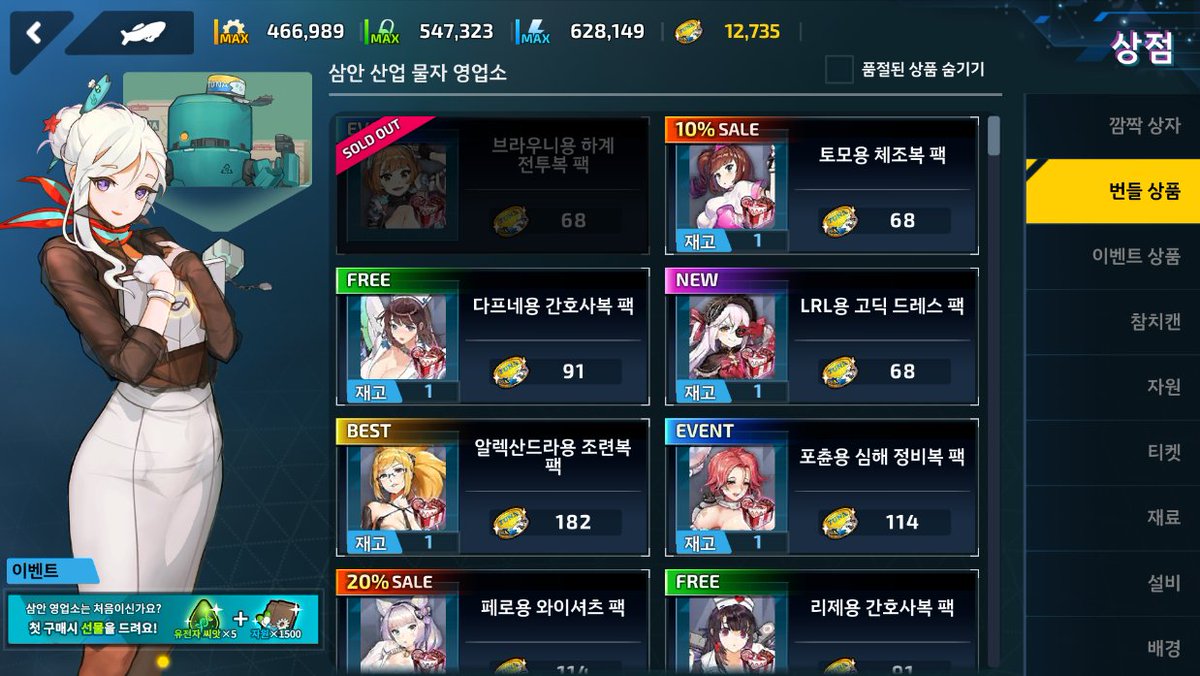 MAX 466,989 MAX 547,323 MAX 628,149 12,735
상점
삼안 산업 물자 영업소
품절된 상품 숨기기
SOLD OUT
브라우니용 하계
전투복 팩
68
10% SALE
토모용 체조복 팩
68
재고 1
FREE
다프네용 간호사복 팩
91
재고 1
NEW
LRL용 고딕 드레스 팩
68
재고 1
BEST
알렉산드라용 조련복
팩
182
재고 1
EVENT
포춘용 심해 정비복 팩
114
재고 1
20% SALE
페로용 와이셔츠 팩
114
FREE
리제용 간호사복 팩
91
깜짝 상자
번들 상품
이벤트 상품
참치캔
자원
티켓
재료
설비
배경
이벤트
삼안 영업소는 처음이신가요?
첫 구매시 선물을 드려요!
유전자 씨앗×5 + 자원×1500